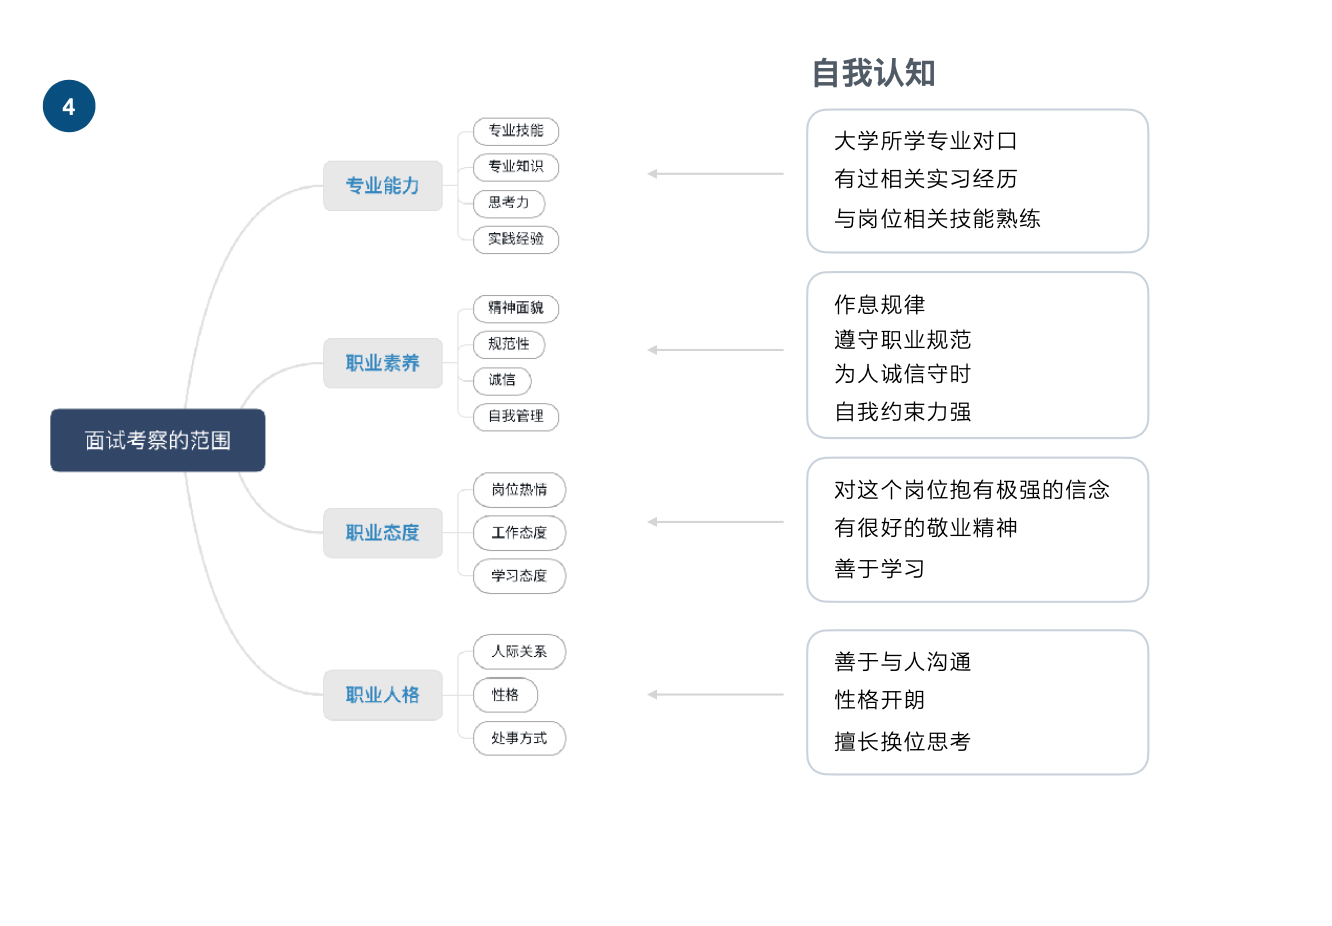 自我认知
4
面试考察的范围
专业能力
专业技能
专业知识
思考力
实践经验
大学所学专业对口
有过相关实习经历
与岗位相关技能熟练
职业素养
精神面貌
规范性
诚信
自我管理
作息规律
遵守职业规范
为人诚信守时
自我约束力强
职业态度
岗位热情
工作态度
学习态度
对这个岗位抱有极强的信念
有很好的敬业精神
善于学习
职业人格
人际关系
性格
处事方式
善于与人沟通
性格开朗
擅长换位思考